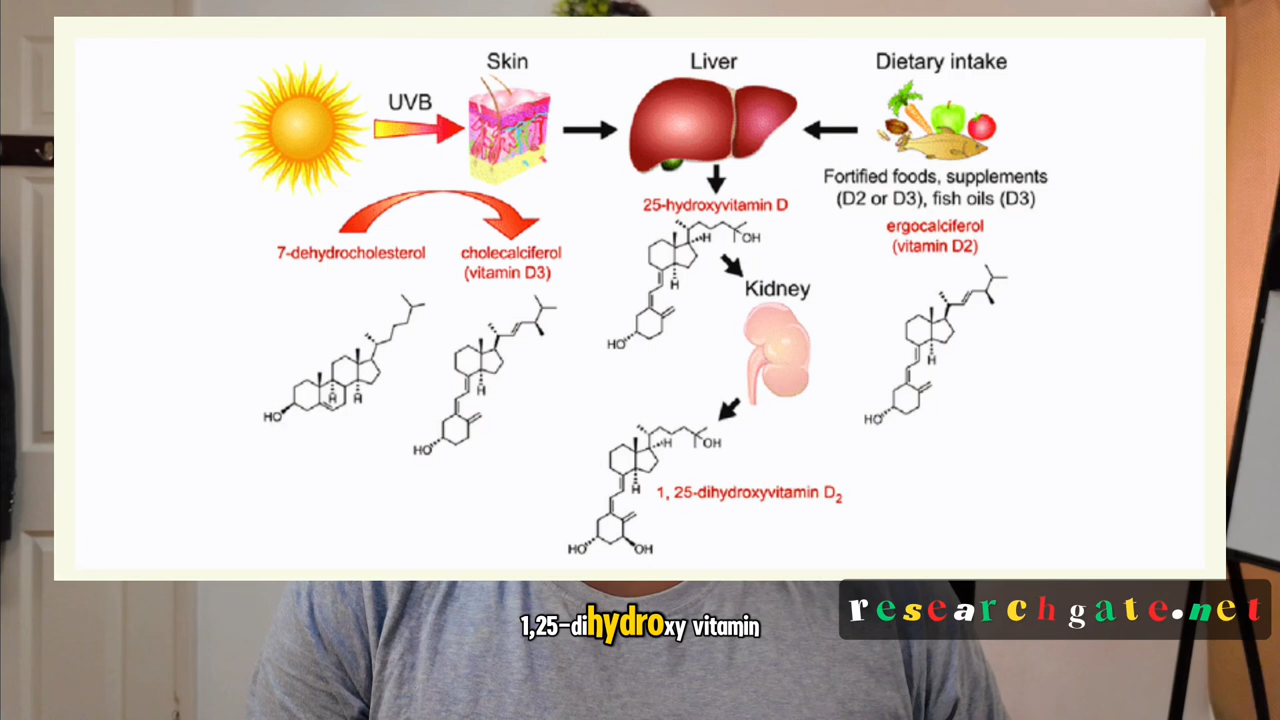 Skin
Liver
Dietary intake
UVB
Fortified foods, supplements
(D2 or D3), fish oils (D3)
25-hydroxyvitamin D
ergocalciferol
(vitamin D2)
7-dehydrocholesterol
cholecalciferol
(vitamin D3)
H
OH
H
Kidney
HO
H
H
HO
H
HO
H
HO
H
OH
H
1, 25-dihydroxyvitamin D₂
HO
OH
1,25-dihydroxy vitamin
researchgate.net